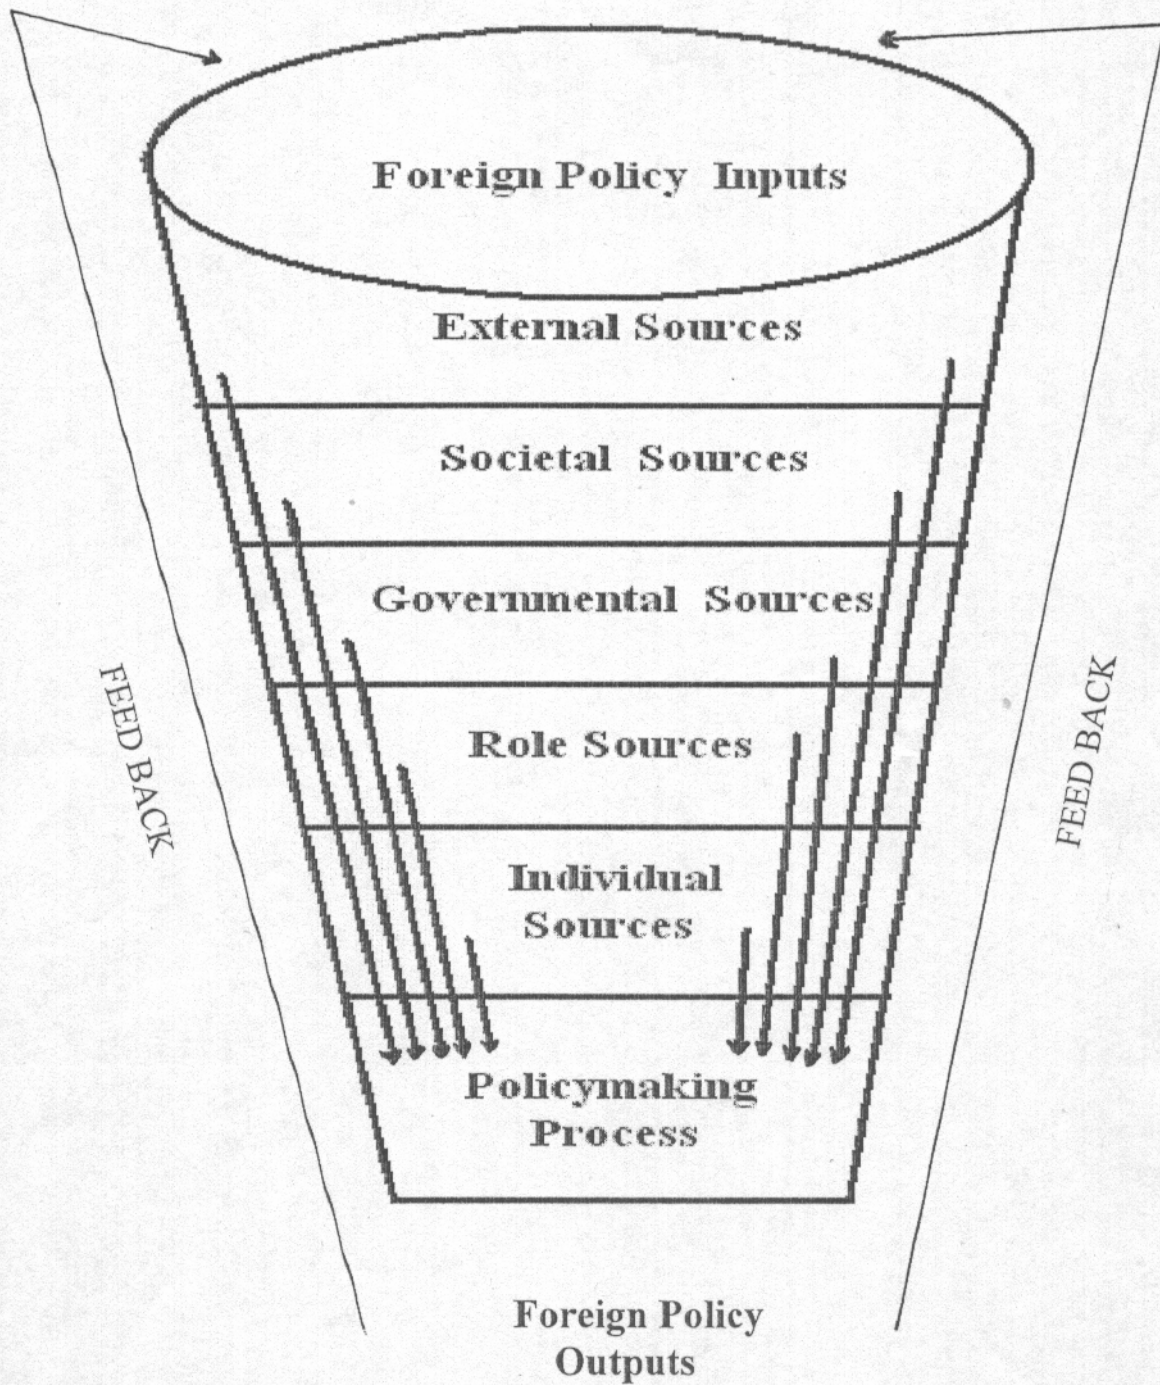 Foreign Policy Inputs
External Sources
Societal Sources
Governmental Sources
Role Sources
FEED BACK
FEED BACK
Individual
Sources
Policymaking
Process
Foreign Policy
Outputs